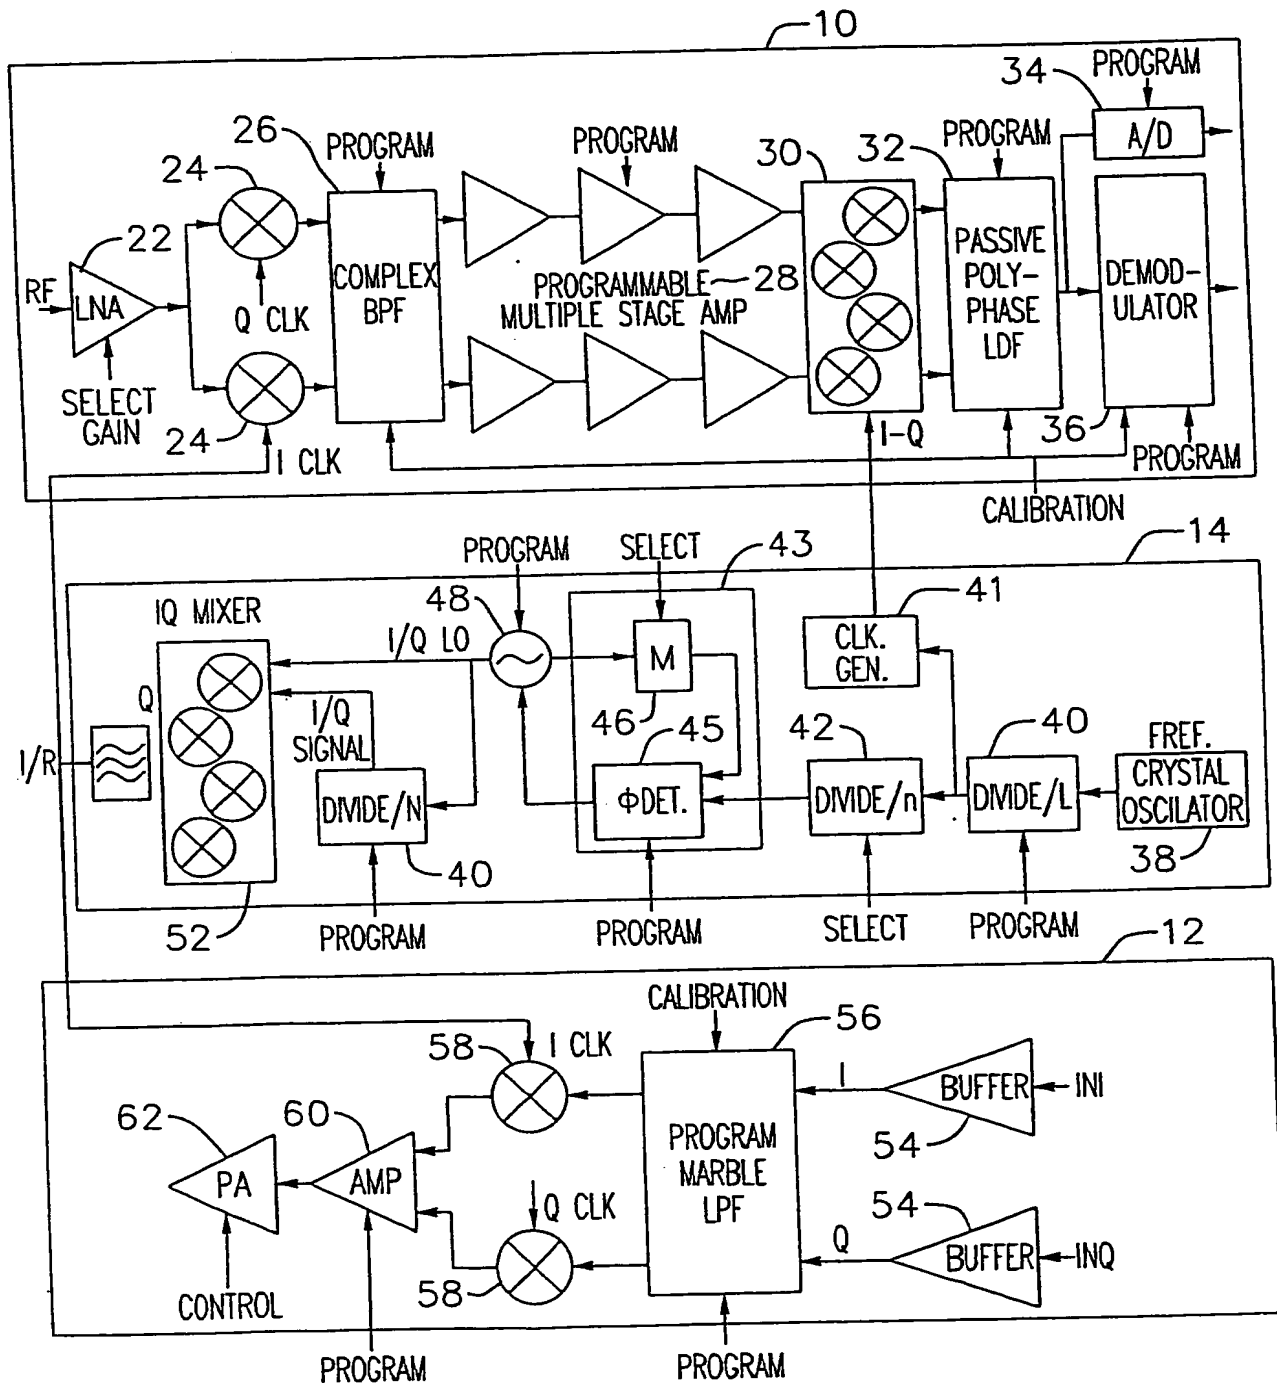 10
34
PROGRAM
26
PROGRAM
PROGRAM
30
32
PROGRAM
A/D
24
22
RF
LNA
COMPLEX
BPF
Q CLK
PROGRAMMABLE
28
MULTIPLE STAGE AMP
PASSIVE
POLY-
PHASE
LDF
DEMOD-
ULATOR
SELECT
GAIN
24
I CLK
I-Q
36
PROGRAM
CALIBRATION
14
PROGRAM
SELECT
43
IQ MIXER
48
41
I/Q LO
M
CLK.
GEN.
Q
I/Q
SIGNAL
46
45
42
40
FREF.
I/R
DIVIDE/N
ΦDET.
DIVIDE/n
DIVIDE/L
CRYSTAL
OSCILATOR
40
38
52
PROGRAM
PROGRAM
SELECT
PROGRAM
12
CALIBRATION
56
58
I CLK
I
BUFFER
INI
62
60
54
PA
AMP
PROGRAM
MARBLE
LPF
Q CLK
54
Q
BUFFER
INQ
58
CONTROL
PROGRAM
PROGRAM